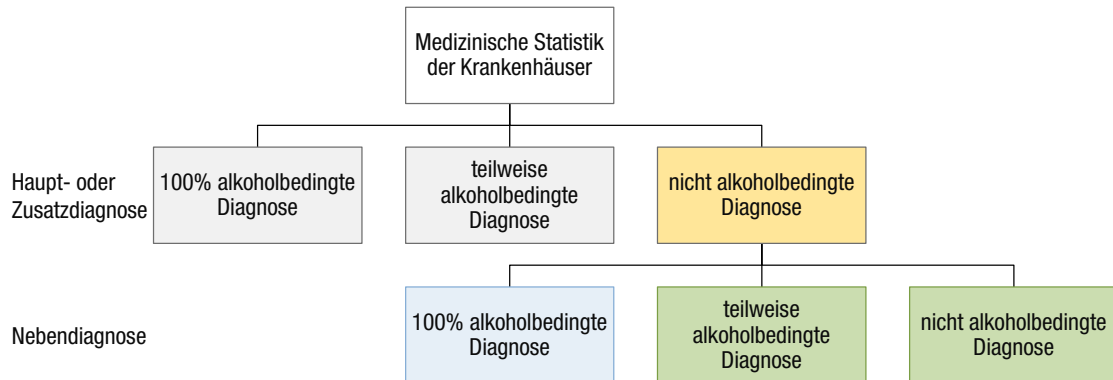 Medizinische Statistik
der Krankenhäuser
Haupt- oder
Zusatzdiagnose
100% alkoholbedingte
Diagnose
teilweise
alkoholbedingte
Diagnose
nicht alkoholbedingte
Diagnose
Nebendiagnose
100% alkoholbedingte
Diagnose
teilweise
alkoholbedingte
Diagnose
nicht alkoholbedingte
Diagnose